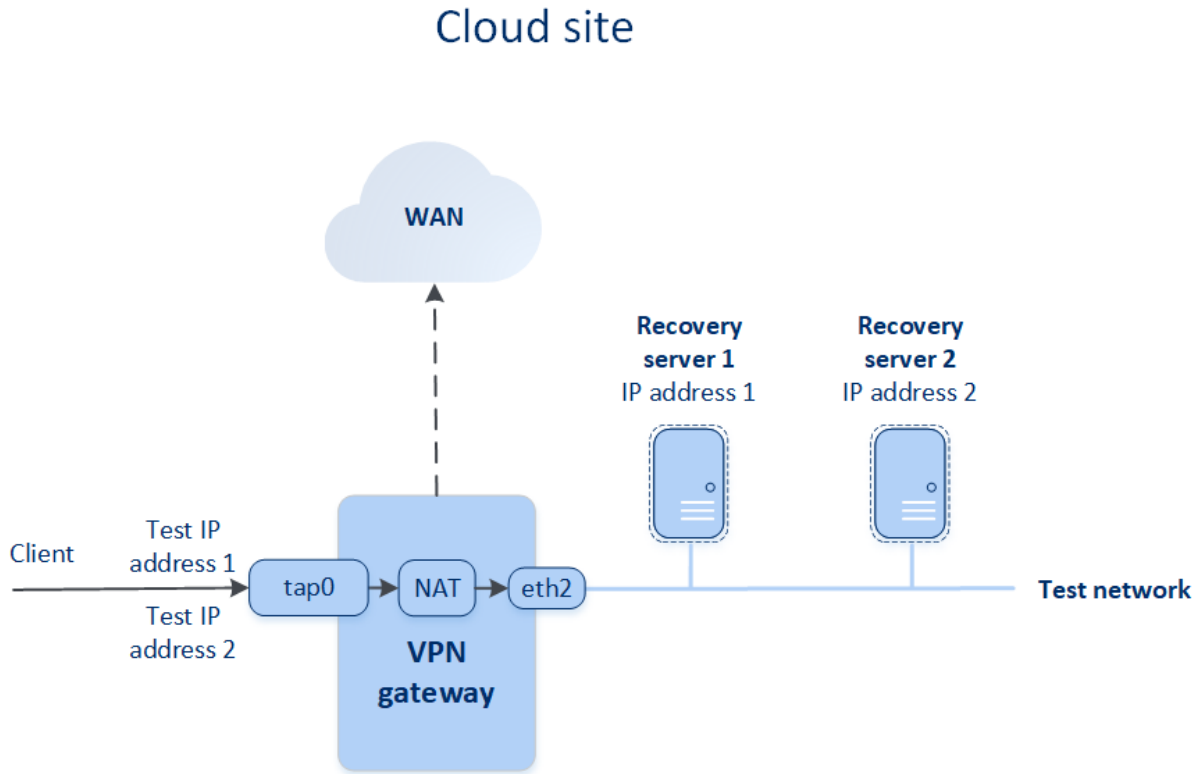 Cloud site
WAN
Recovery
server 1
IP address 1
Recovery
server 2
IP address 2
Client
Test IP
address 1
Test IP
address 2
tap0
NAT
eth2
VPN
gateway
Test network